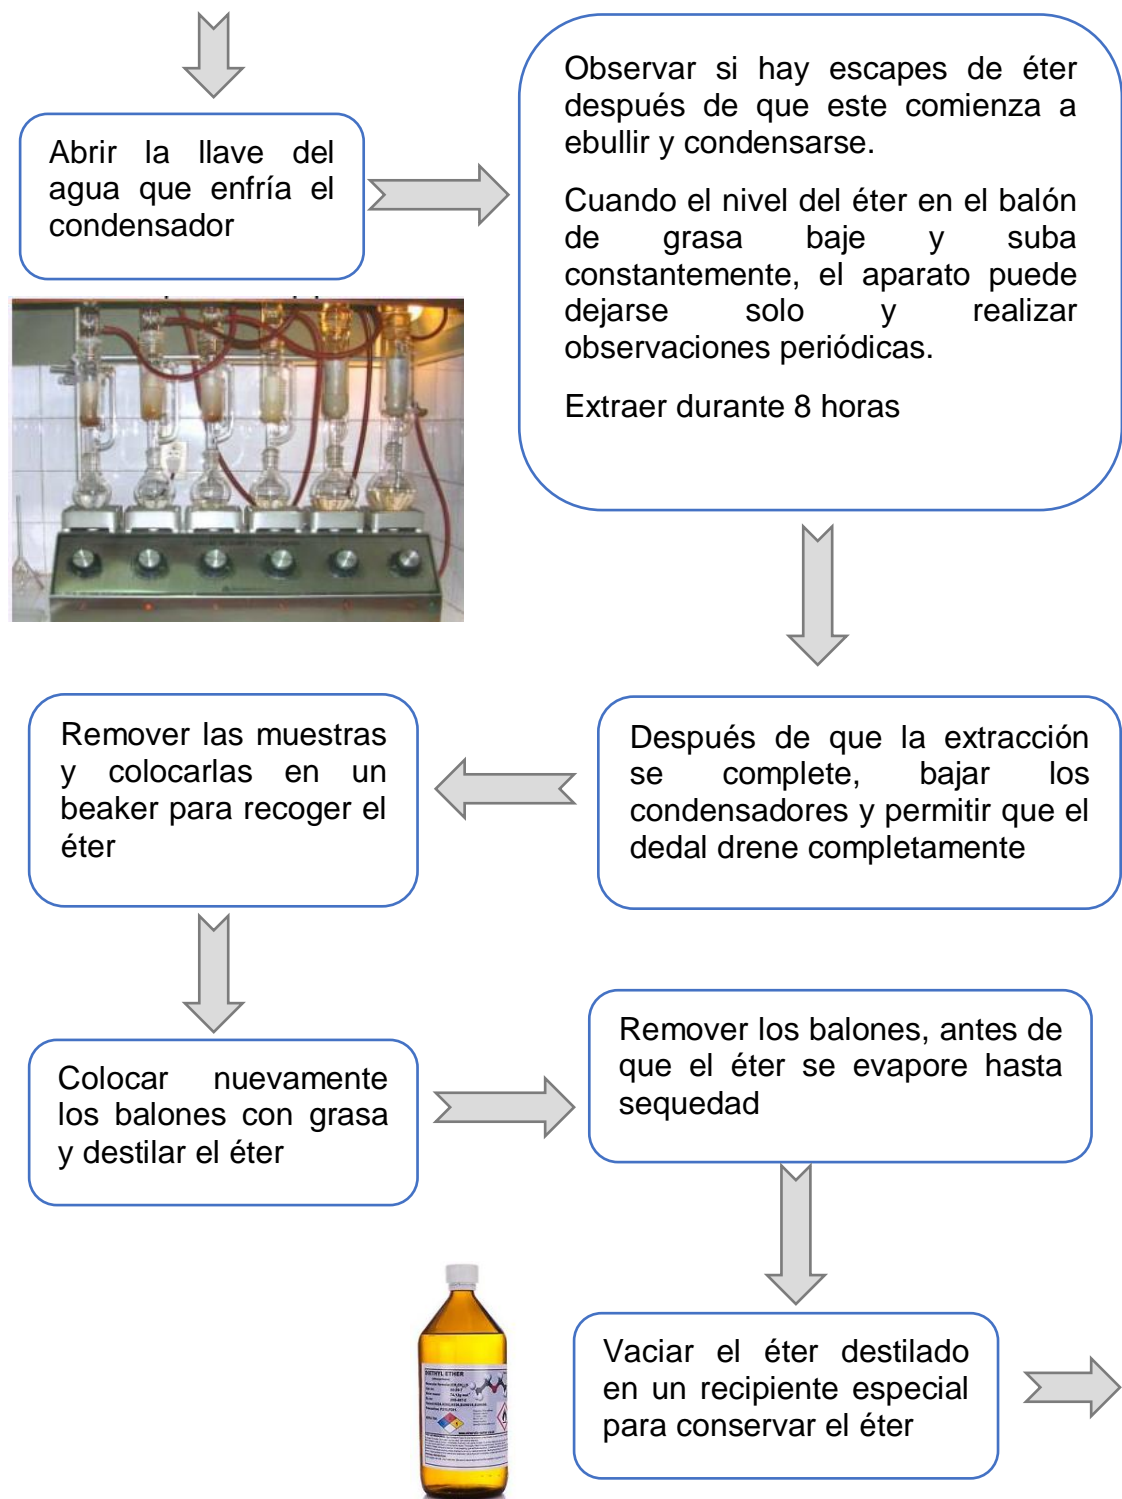 Abrir la llave del
agua que enfría el
condensador
Observar si hay escapes de éter
después de que este comienza a
ebullir y condensarse.
Cuando el nivel del éter en el balón
de grasa baje y suba
constantemente, el aparato puede
dejarse solo y realizar
observaciones periódicas.
Extraer durante 8 horas
Después de que la extracción
se complete, bajar los
condensadores y permitir que el
dedal drene completamente
Remover las muestras
y colocarlas en un
beaker para recoger el
éter
Colocar nuevamente
los balones con grasa
y destilar el éter
Remover los balones, antes de
que el éter se evapore hasta
sequedad
Vaciar el éter destilado
en un recipiente especial
para conservar el éter
DIETHYL ETHER